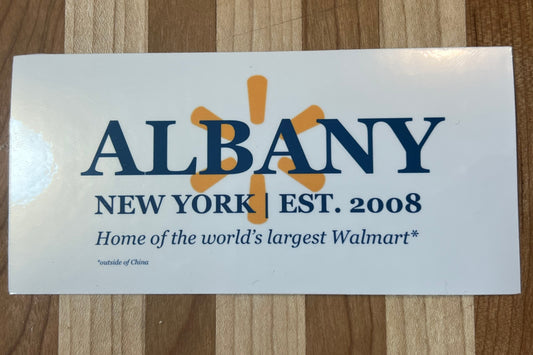 ALBANY
NEW YORK | EST. 2008
Home of the world's largest Walmart*
*outside of China